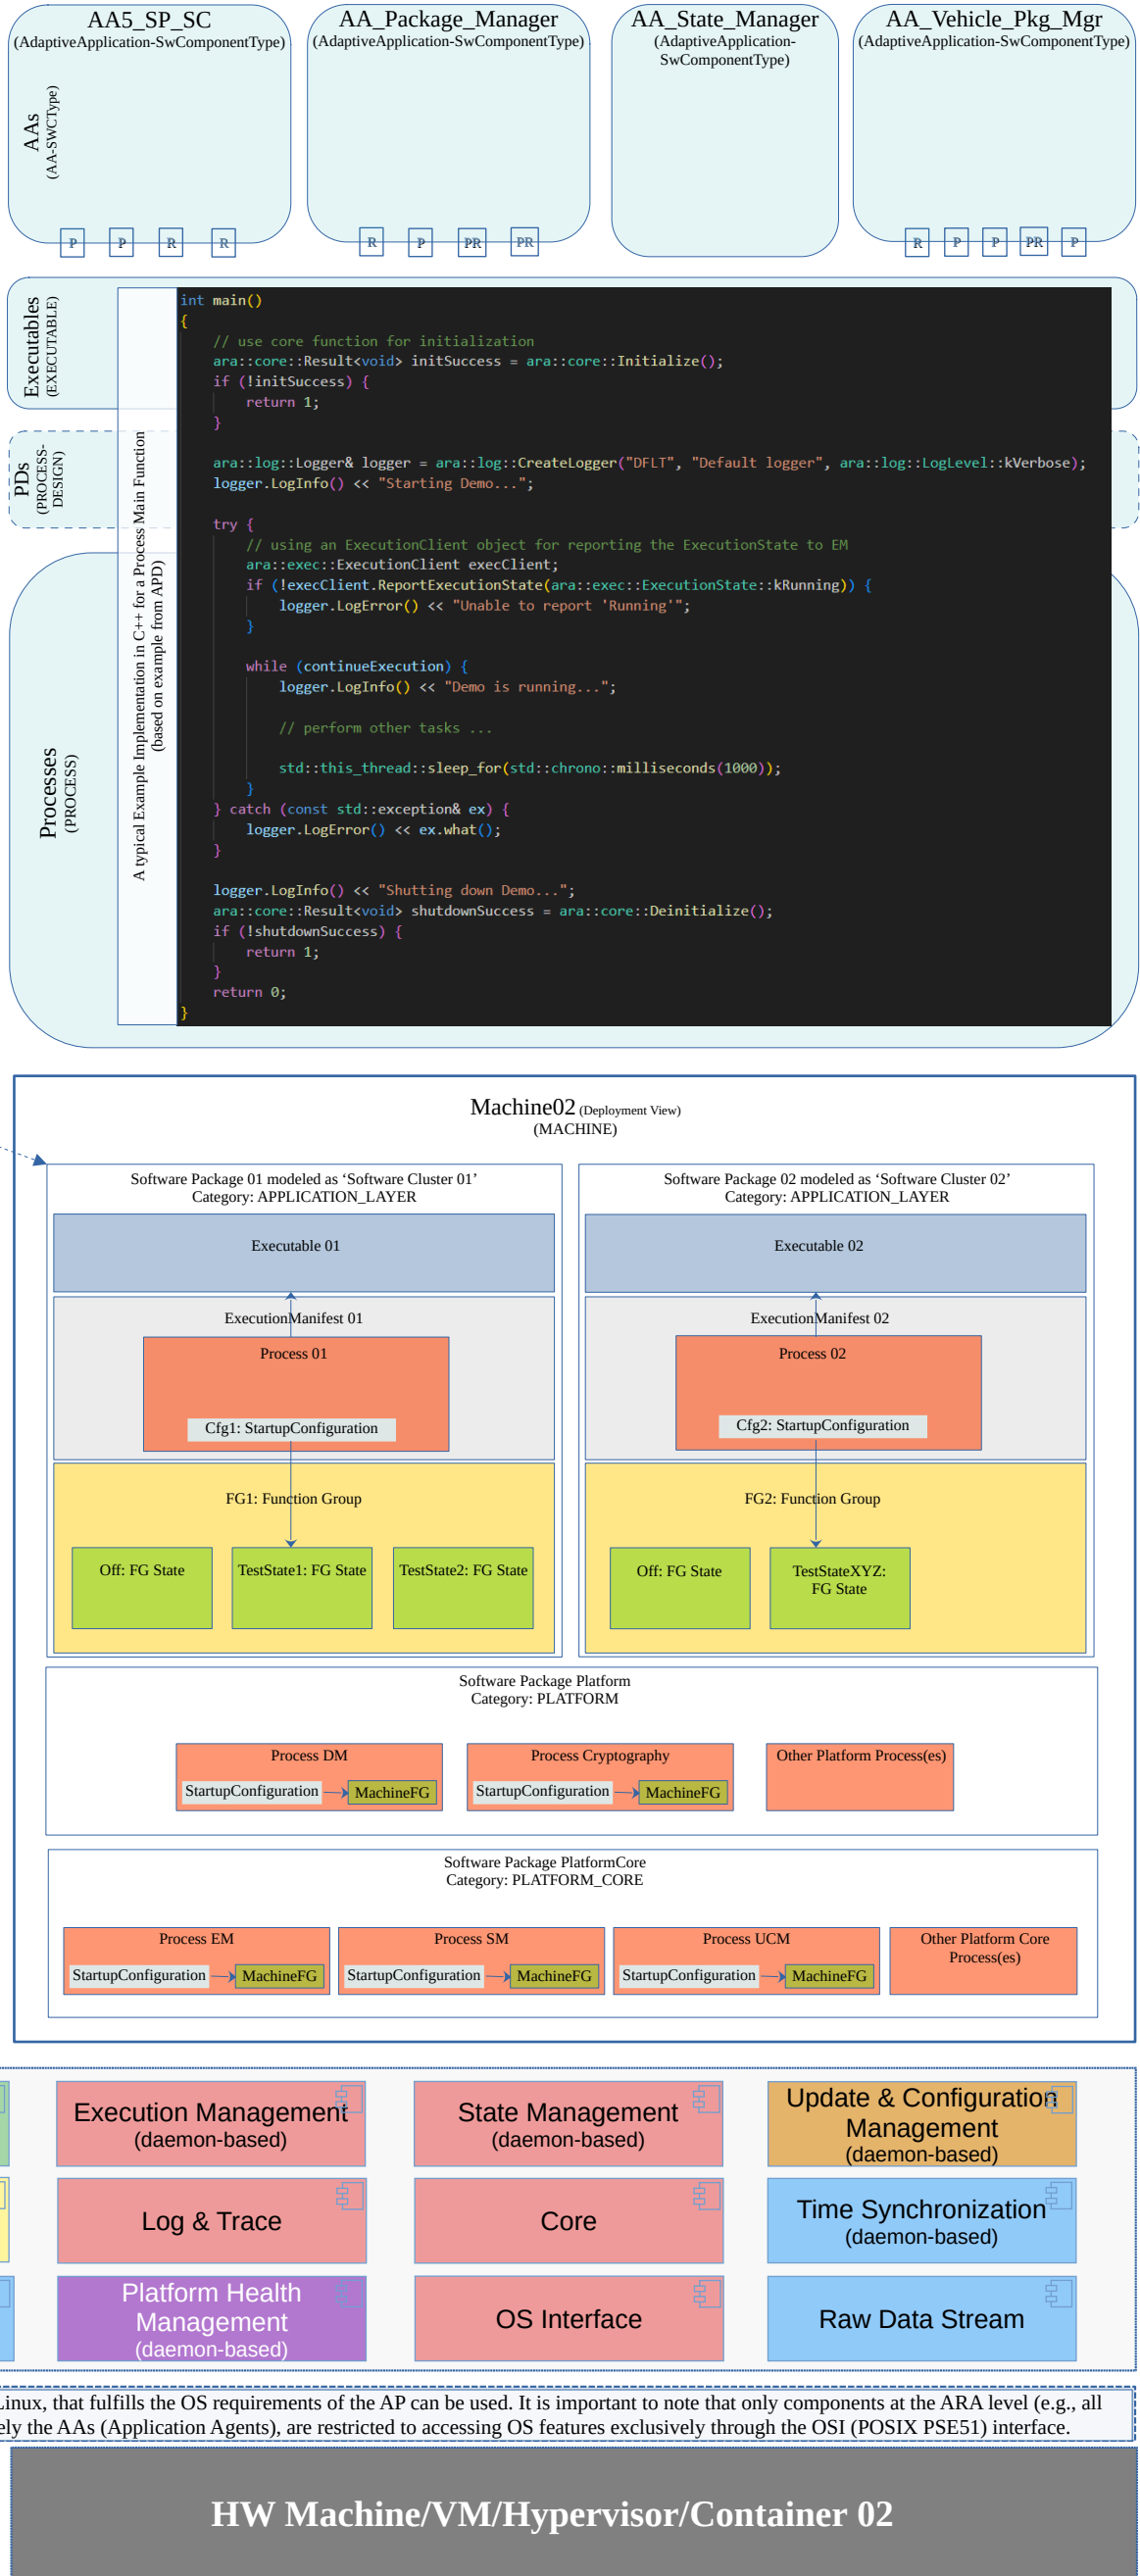 AA5_SP_SC
(AdaptiveApplication-SwComponentType)
AAs
(AA-SWCType)
P
P
R
R
AA_Package_Manager
(AdaptiveApplication-SwComponentType)
R
P
PR
PR
AA_State_Manager
(AdaptiveApplication-
SwComponentType)
AA_Vehicle_Pkg_Mgr
(AdaptiveApplication-SwComponentType)
R
P
P
PR
P
Executables
(EXECUTABLE)
PDs
(PROCESS-
DESIGN)
Processes
(PROCESS)
A typical Example Implementation in C++ for a Process Main Function
(based on example from APD)
int main()
{
    // use core function for initialization
    ara::core::Result<void> initSuccess = ara::core::Initialize();
    if (!initSuccess) {
        return 1;
    }
    ara::log::Logger& logger = ara::log::CreateLogger("DFLT", "Default logger", ara::log::LogLevel::kVerbose);
    logger.LogInfo() << "Starting Demo...";
    try {
        // using an ExecutionClient object for reporting the ExecutionState to EM
        ara::exec::ExecutionClient execClient;
        if (!execClient.ReportExecutionState(ara::exec::ExecutionState::kRunning)) {
            logger.LogError() << "Unable to report 'Running'";
        }
        while (continueExecution) {
            logger.LogInfo() << "Demo is running...";
            // perform other tasks ...
            std::this_thread::sleep_for(std::chrono::milliseconds(1000));
        }
    } catch (const std::exception& ex) {
        logger.LogError() << ex.what();
    }
    logger.LogInfo() << "Shutting down Demo...";
    ara::core::Result<void> shutdownSuccess = ara::core::Deinitialize();
    if (!shutdownSuccess) {
        return 1;
    }
    return 0;
}
Machine02 (Deployment View)
(MACHINE)
Software Package 01 modeled as ‘Software Cluster 01’
Category: APPLICATION_LAYER
Executable 01
ExecutionManifest 01
Process 01
Cfg1: StartupConfiguration
FG1: Function Group
Off: FG State
TestState1: FG State
TestState2: FG State
Software Package 02 modeled as ‘Software Cluster 02’
Category: APPLICATION_LAYER
Executable 02
ExecutionManifest 02
Process 02
Cfg2: StartupConfiguration
FG2: Function Group
Off: FG State
TestStateXYZ:
FG State
Software Package Platform
Category: PLATFORM
Process DM
StartupConfiguration
MachineFG
Process Cryptography
StartupConfiguration
MachineFG
Other Platform Process(es)
Software Package PlatformCore
Category: PLATFORM_CORE
Process EM
StartupConfiguration
MachineFG
Process SM
StartupConfiguration
MachineFG
Process UCM
StartupConfiguration
MachineFG
Other Platform Core
Process(es)
Execution Management
(daemon-based)
State Management
(daemon-based)
Update & Configuration
Management
(daemon-based)
Log & Trace
Core
Time Synchronization
(daemon-based)
Platform Health
Management
(daemon-based)
OS Interface
Raw Data Stream
Linux, that fulfills the OS requirements of the AP can be used. It is important to note that only components at the ARA level (e.g., all
ely the AAs (Application Agents), are restricted to accessing OS features exclusively through the OSI (POSIX PSE51) interface.
HW Machine/VM/Hypervisor/Container 02